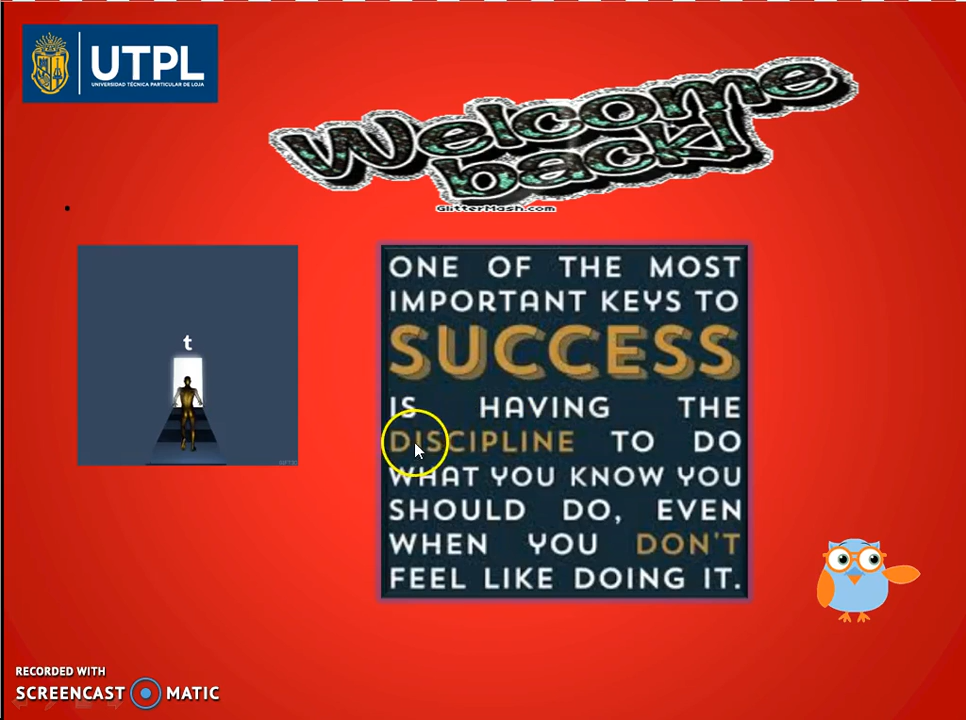 UTPL
UNIVERSIDAD TÉCNICA PARTICULAR DE LOJA
Welcome
back!
GlitterMash.com
t
ONE OF THE MOST
IMPORTANT KEYS TO
SUCCESS
IS HAVING THE
DISCIPLINE TO DO
WHAT YOU KNOW YOU
SHOULD DO, EVEN
WHEN YOU DON'T
FEEL LIKE DOING IT.
RECORDED WITH
SCREENCAST MATIC